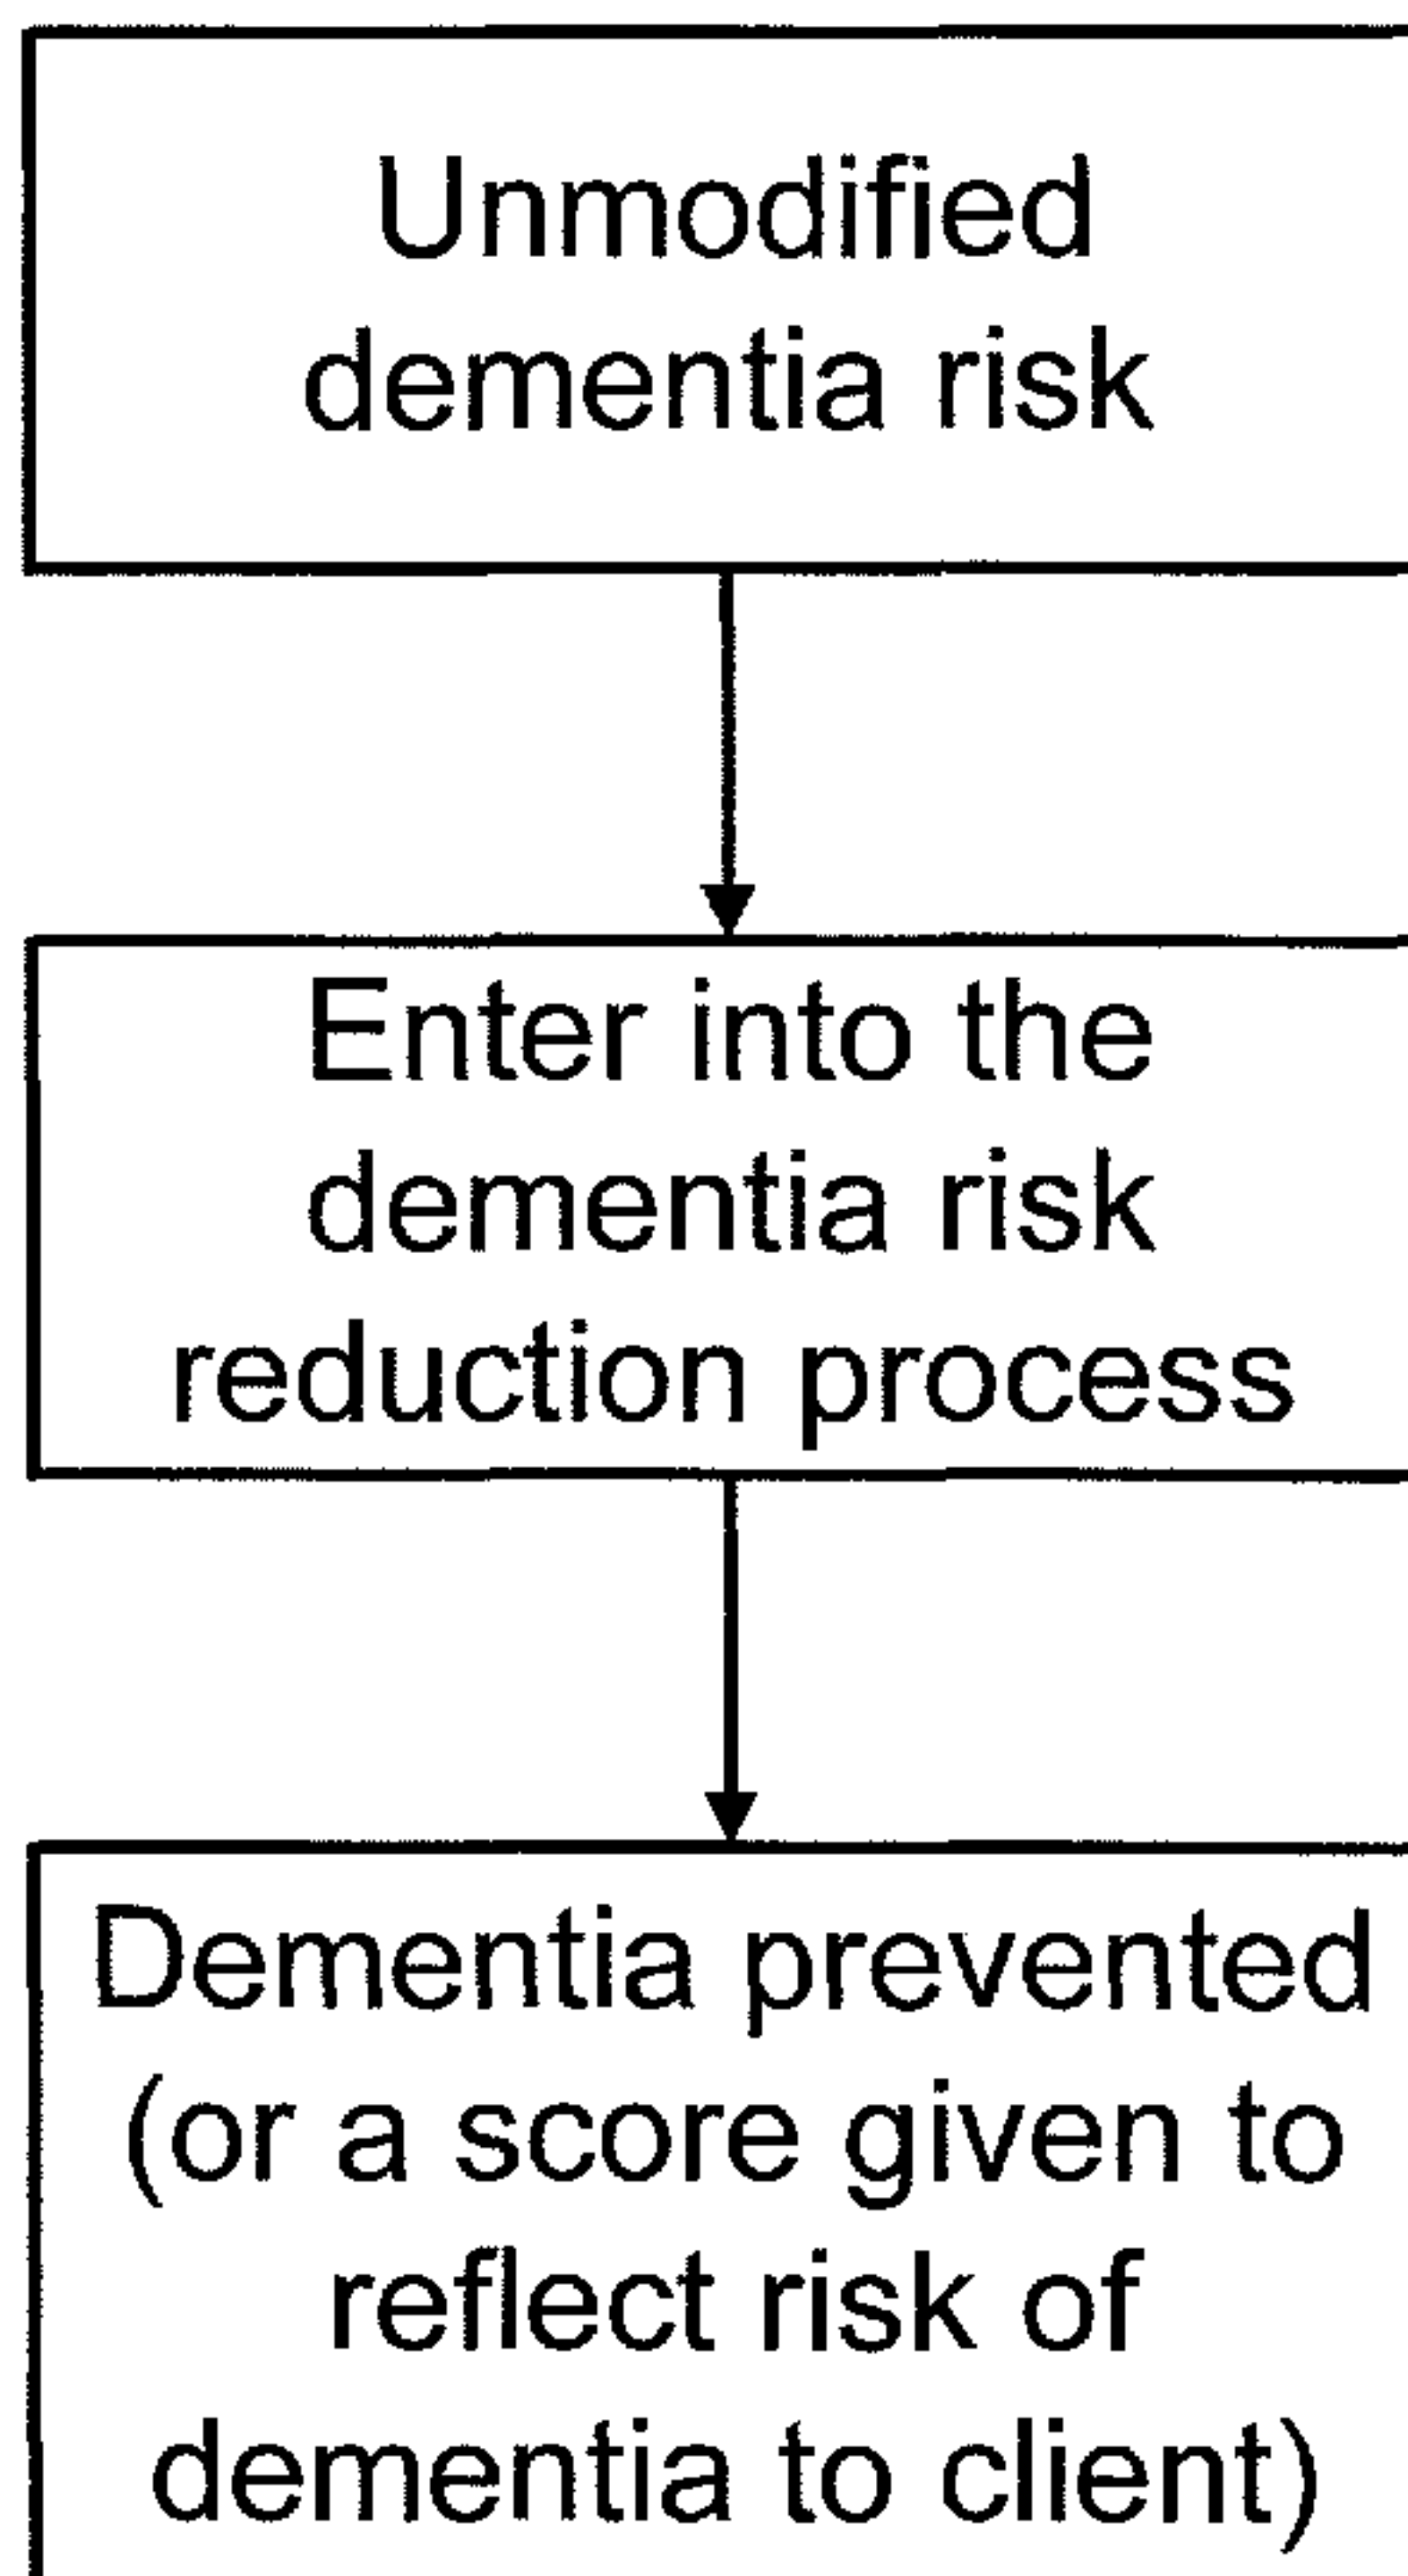 Unmodified
dementia risk
Enter into the
dementia risk
reduction process
Dementia prevented
(or a score given to
reflect risk of
dementia to client)